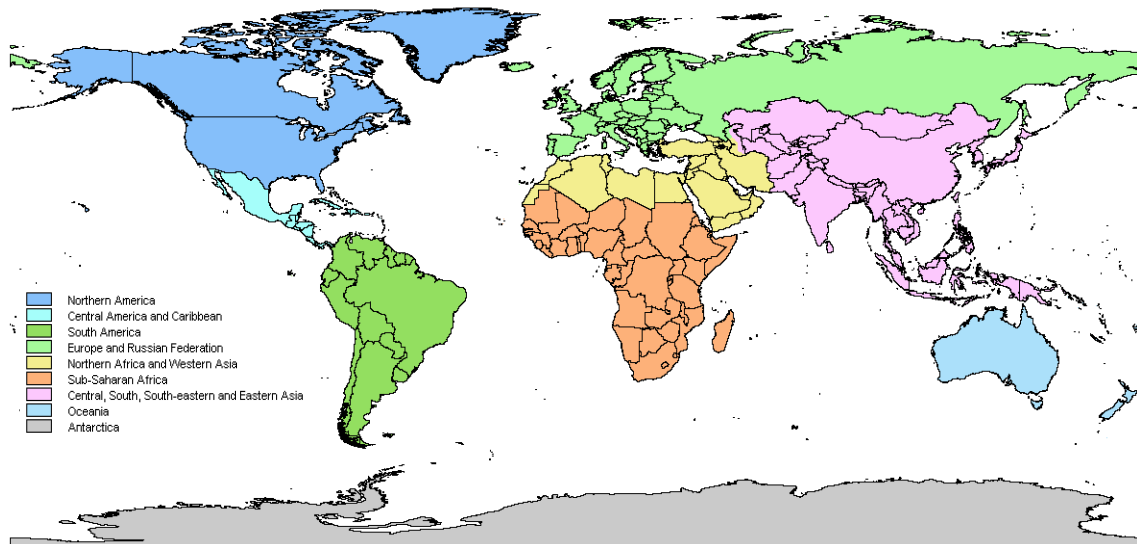 Northern America
Central America and Caribbean
South America
Europe and Russian Federation
Northern Africa and Western Asia
Sub-Saharan Africa
Central, South, South-eastern and Eastern Asia
Oceania
Antarctica